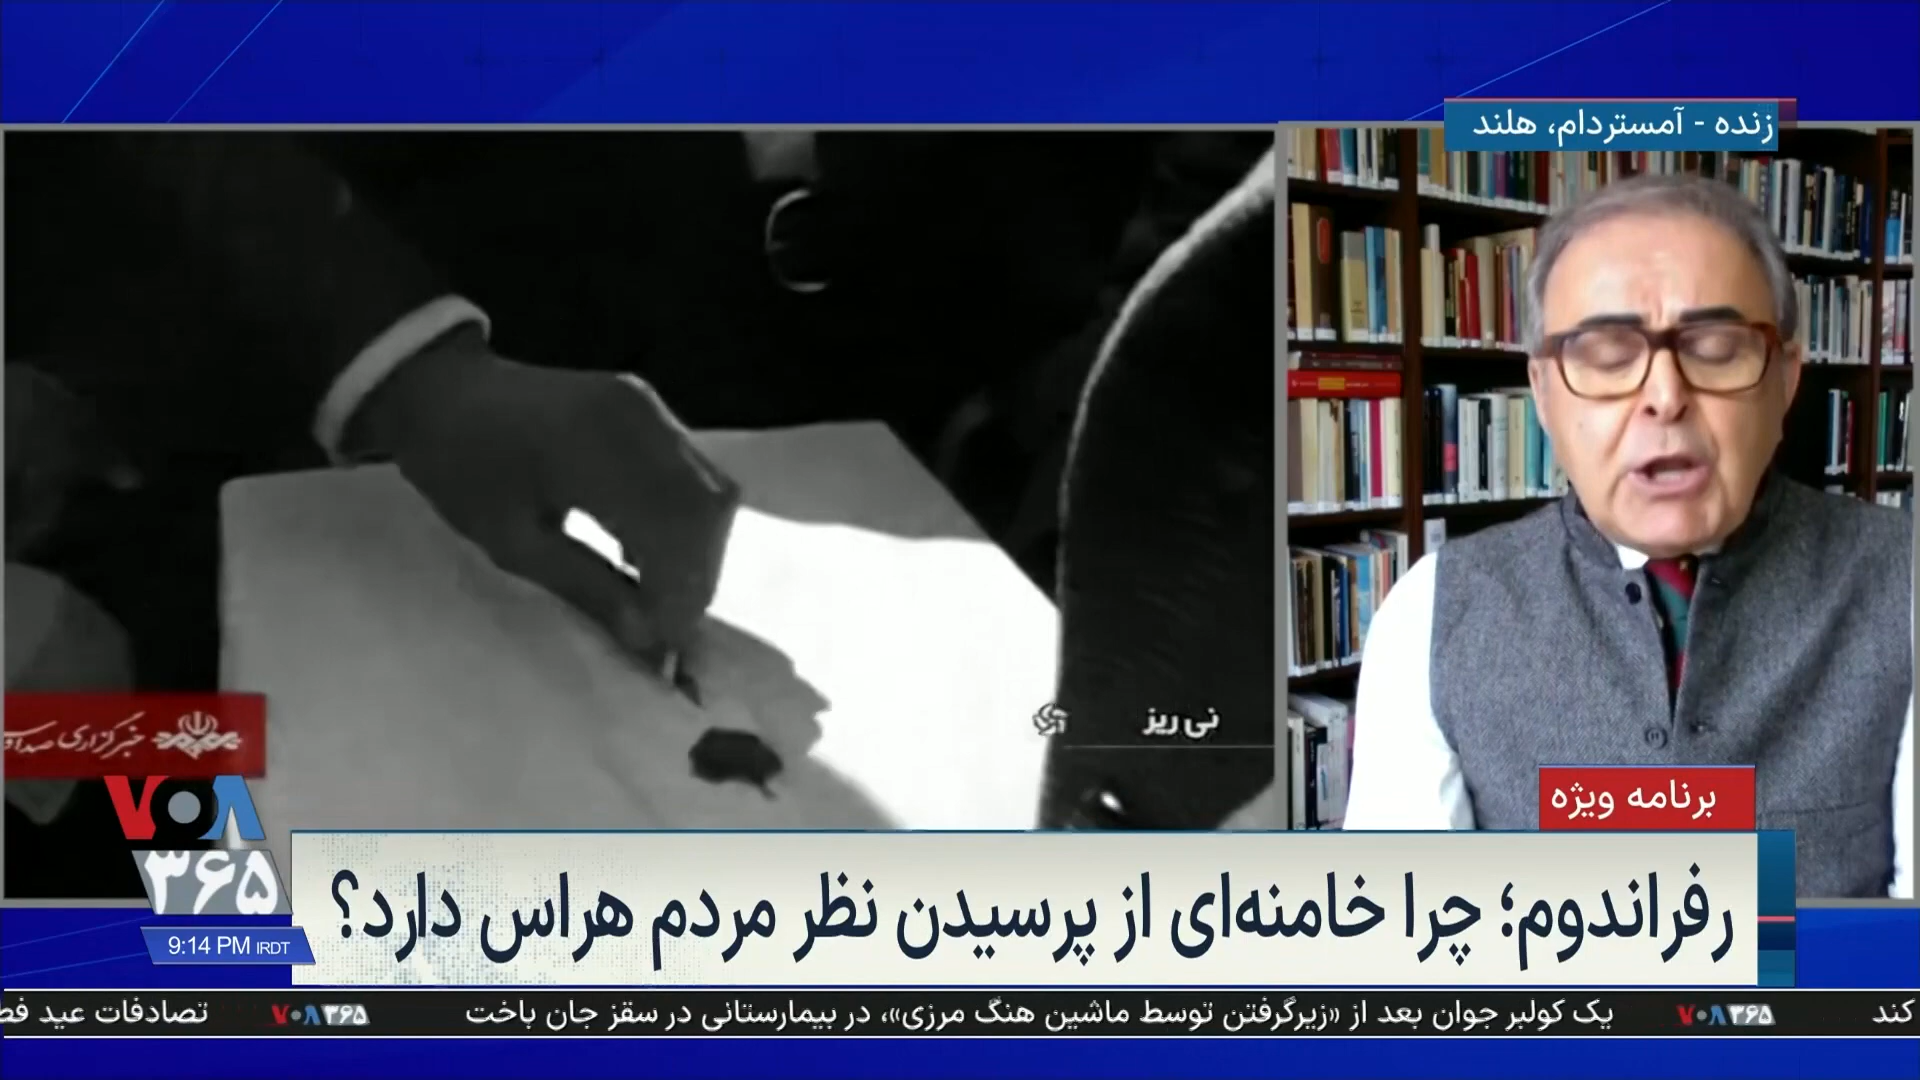 زنده - آمستردام، هلند
نی ریز
خبرگزاری
برنامه ویژه
VOA
۳۶۵
رفراندوم؛ چرا خامنه‌ای از پرسیدن نظر مردم هراس دارد؟
9:14 PM IRDT
کند VOA۳۶۵ یک کولبر جوان بعد از «زیرگرفتن توسط ماشین هنگ مرزی»، در بیمارستانی در سقز جان باخت VOA۳۶۵ تصادفات عید